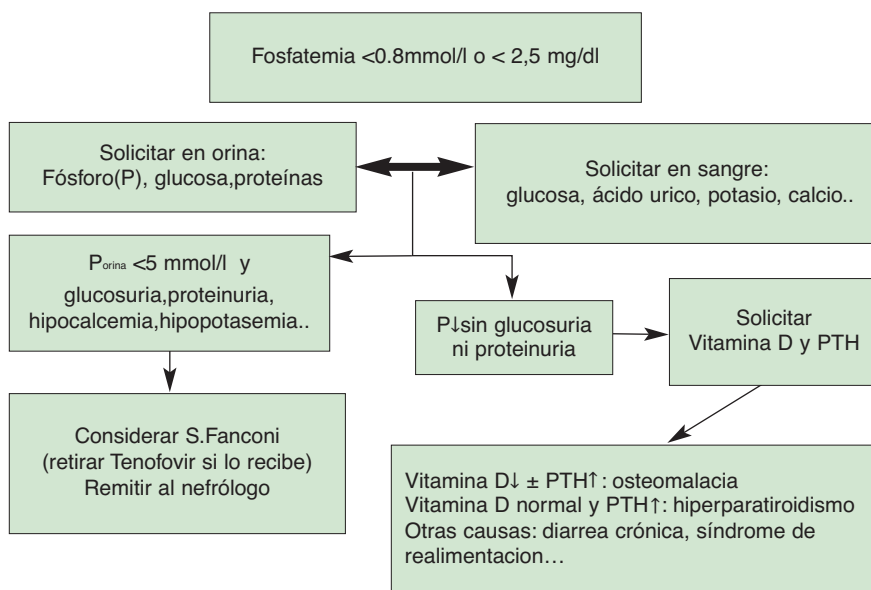 Fosfatemia <0.8mmol/l o < 2,5 mg/dl
Solicitar en orina:
Fósforo(P), glucosa,proteínas
Solicitar en sangre:
glucosa, ácido urico, potasio, calcio..
Porina <5 mmol/l y
glucosuria,proteinuria,
hipocalcemia,hipopotasemia..
P↓sin glucosuria
ni proteinuria
Solicitar
Vitamina D y PTH
Considerar S.Fanconi
(retirar Tenofovir si lo recibe)
Remitir al nefrólogo
Vitamina D↓ ± PTH↑: osteomalacia
Vitamina D normal y PTH↑: hiperparatiroidismo
Otras causas: diarrea crónica, síndrome de
realimentacion…